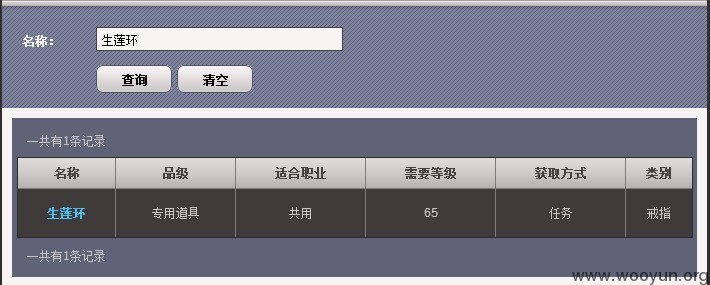 名称： 生莲环
查询 清空
一共有1条记录
名称 品级 适合职业 需要等级 获取方式 类别
生莲环 专用道具 共用 65 任务 戒指
一共有1条记录
www.wooyun.org